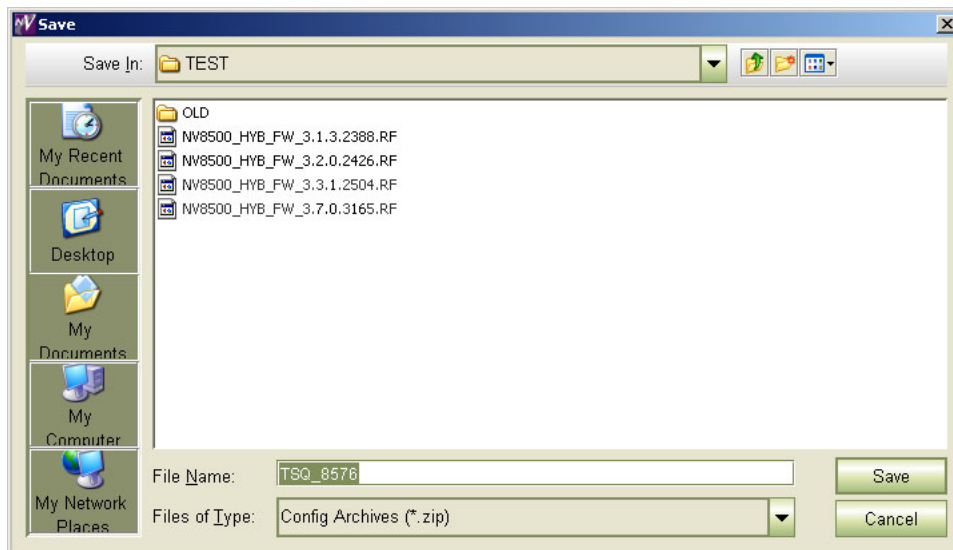 Save
Save In: TEST
My Recent
Documents
Desktop
My
Documents
My
Computer
My Network
Places
OLD
NV8500_HYB_FW_3.1.3.2388.RF
NV8500_HYB_FW_3.2.0.2426.RF
NV8500_HYB_FW_3.3.1.2504.RF
NV8500_HYB_FW_3.7.0.3165.RF
File Name: TSQ_8576
Save
Files of Type: Config Archives (*.zip)
Cancel